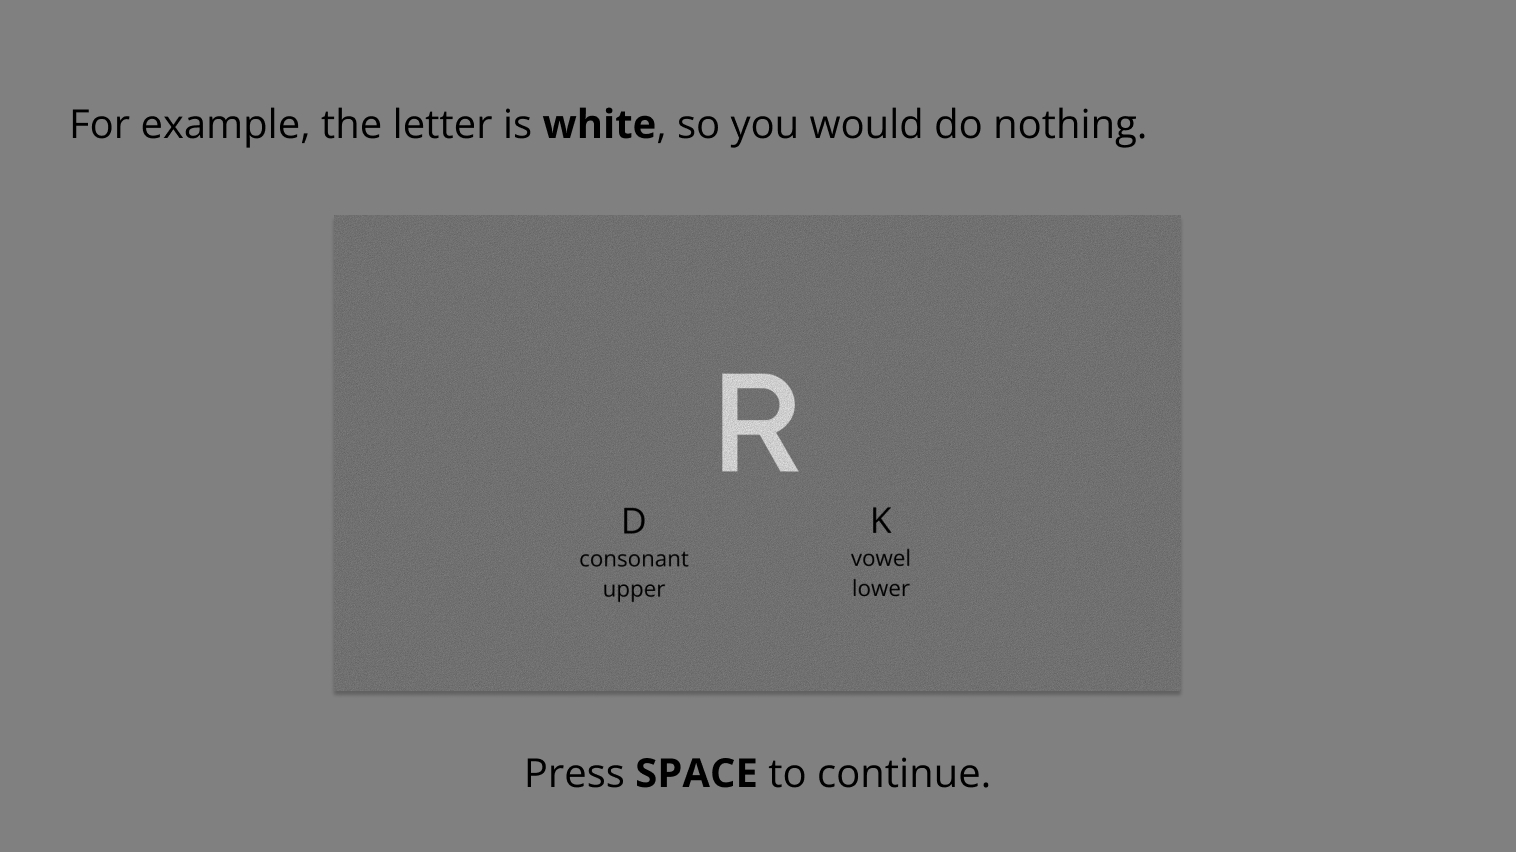 For example, the letter is white, so you would do nothing.
R
D K
consonant vowel
upper lower
Press SPACE to continue.